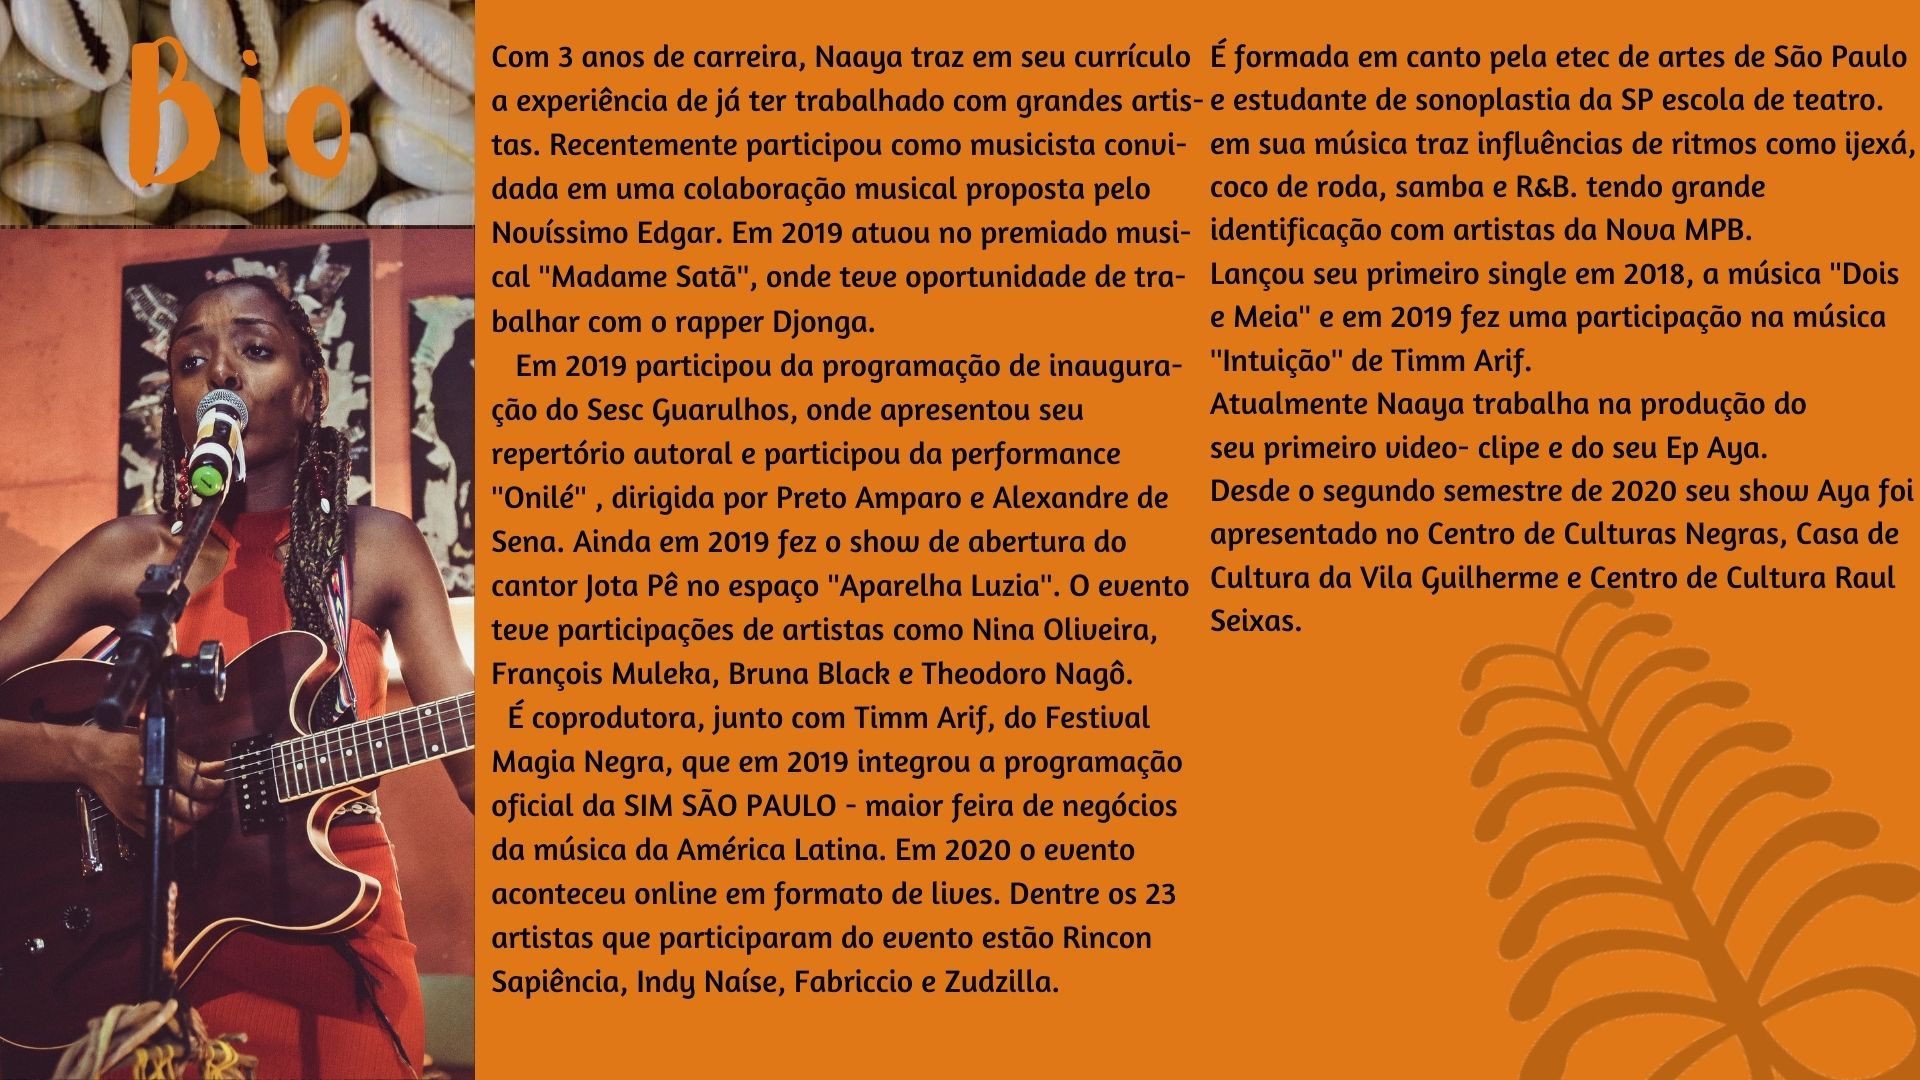 Bio
Com 3 anos de carreira, Naaya traz em seu currículo
a experiência de já ter trabalhado com grandes artis-
tas. Recentemente participou como musicista convi-
dada em uma colaboração musical proposta pelo
Novíssimo Edgar. Em 2019 atuou no premiado musi-
cal "Madame Satã", onde teve oportunidade de tra-
balhar com o rapper Djonga.
Em 2019 participou da programação de inaugura-
ção do Sesc Guarulhos, onde apresentou seu
repertório autoral e participou da performance
"Onilé" , dirigida por Preto Amparo e Alexandre de
Sena. Ainda em 2019 fez o show de abertura do
cantor Jota Pê no espaço "Aparelha Luzia". O evento
teve participações de artistas como Nina Oliveira,
François Muleka, Bruna Black e Theodoro Nagô.
É coprodutora, junto com Timm Arif, do Festival
Magia Negra, que em 2019 integrou a programação
oficial da SIM SÃO PAULO - maior feira de negócios
da música da América Latina. Em 2020 o evento
aconteceu online em formato de lives. Dentre os 23
artistas que participaram do evento estão Rincon
Sapiência, Indy Naíse, Fabriccio e Zudzilla.
É formada em canto pela etec de artes de São Paulo
e estudante de sonoplastia da SP escola de teatro.
em sua música traz influências de ritmos como ijexá,
coco de roda, samba e R&B. tendo grande
identificação com artistas da Nova MPB.
Lançou seu primeiro single em 2018, a música "Dois
e Meia" e em 2019 fez uma participação na música
"Intuição" de Timm Arif.
Atualmente Naaya trabalha na produção do
seu primeiro video- clipe e do seu Ep Aya.
Desde o segundo semestre de 2020 seu show Aya foi
apresentado no Centro de Culturas Negras, Casa de
Cultura da Vila Guilherme e Centro de Cultura Raul
Seixas.